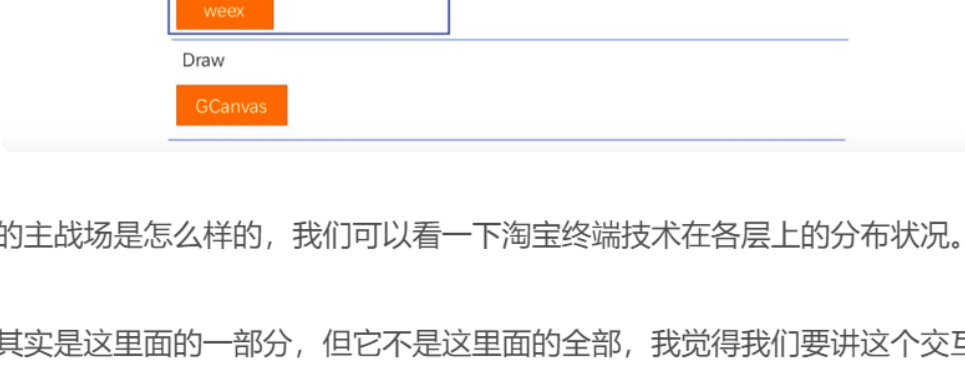 weex
Draw
GCanvas
的主战场是怎么样的，我们可以看一下淘宝终端技术在各层上的分布状况。
其实是这里面的一部分，但它不是这里面的全部，我觉得我们要讲这个交互